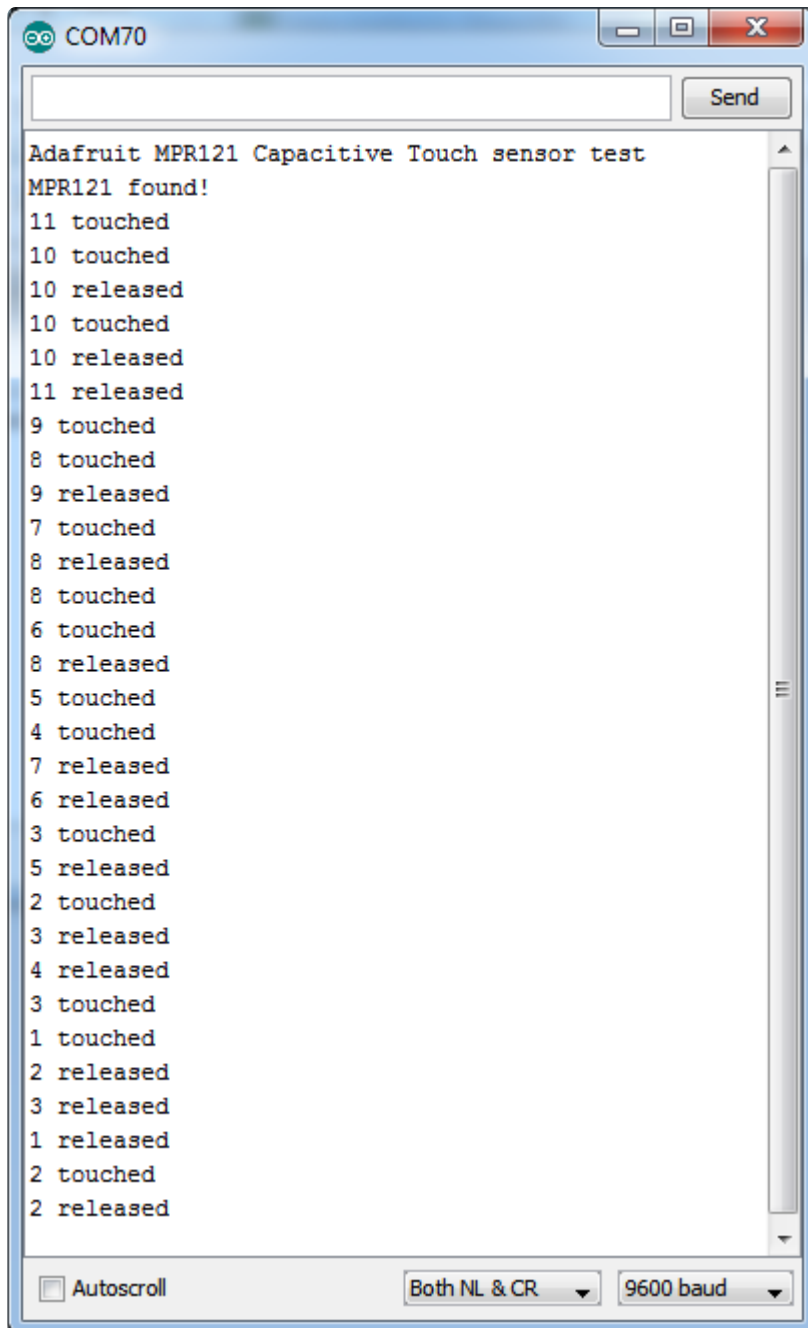 COM70
Send
Adafruit MPR121 Capacitive Touch sensor test
MPR121 found!
11 touched
10 touched
10 released
10 touched
10 released
11 released
9 touched
8 touched
9 released
7 touched
8 released
8 touched
6 touched
8 released
5 touched
4 touched
7 released
6 released
3 touched
5 released
2 touched
3 released
4 released
3 touched
1 touched
2 released
3 released
1 released
2 touched
2 released
Autoscroll Both NL & CR 9600 baud